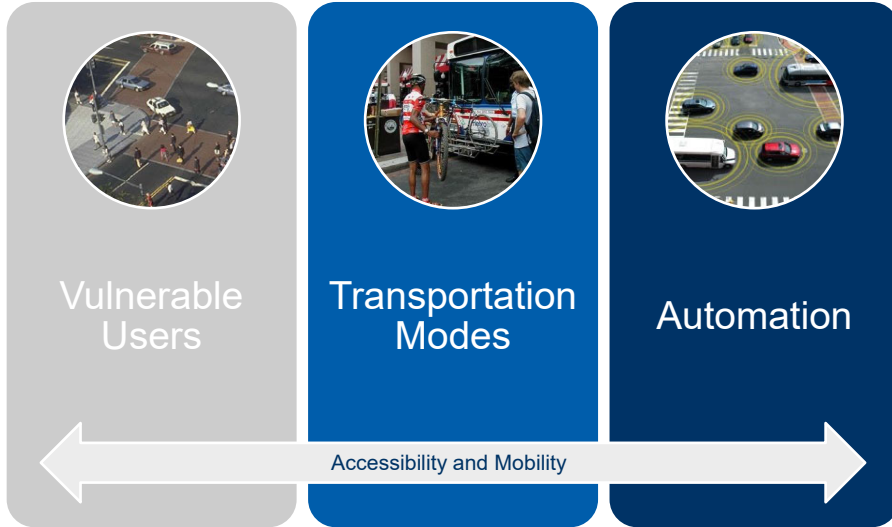 Vulnerable
Users
Transportation
Modes
Automation
Accessibility and Mobility